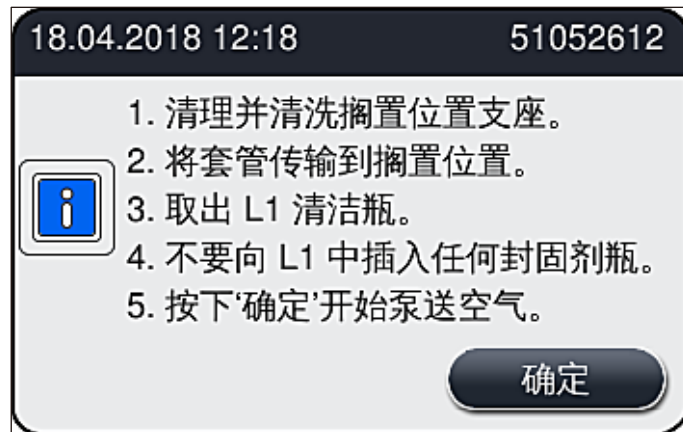 18.04.2018 12:18 51052612
1. 清理并清洗搁置位置支座。
2. 将套管传输到搁置位置。
3. 取出 L1 清洁瓶。
4. 不要向 L1 中插入任何封固剂瓶。
5. 按下‘确定’开始泵送空气。
确定